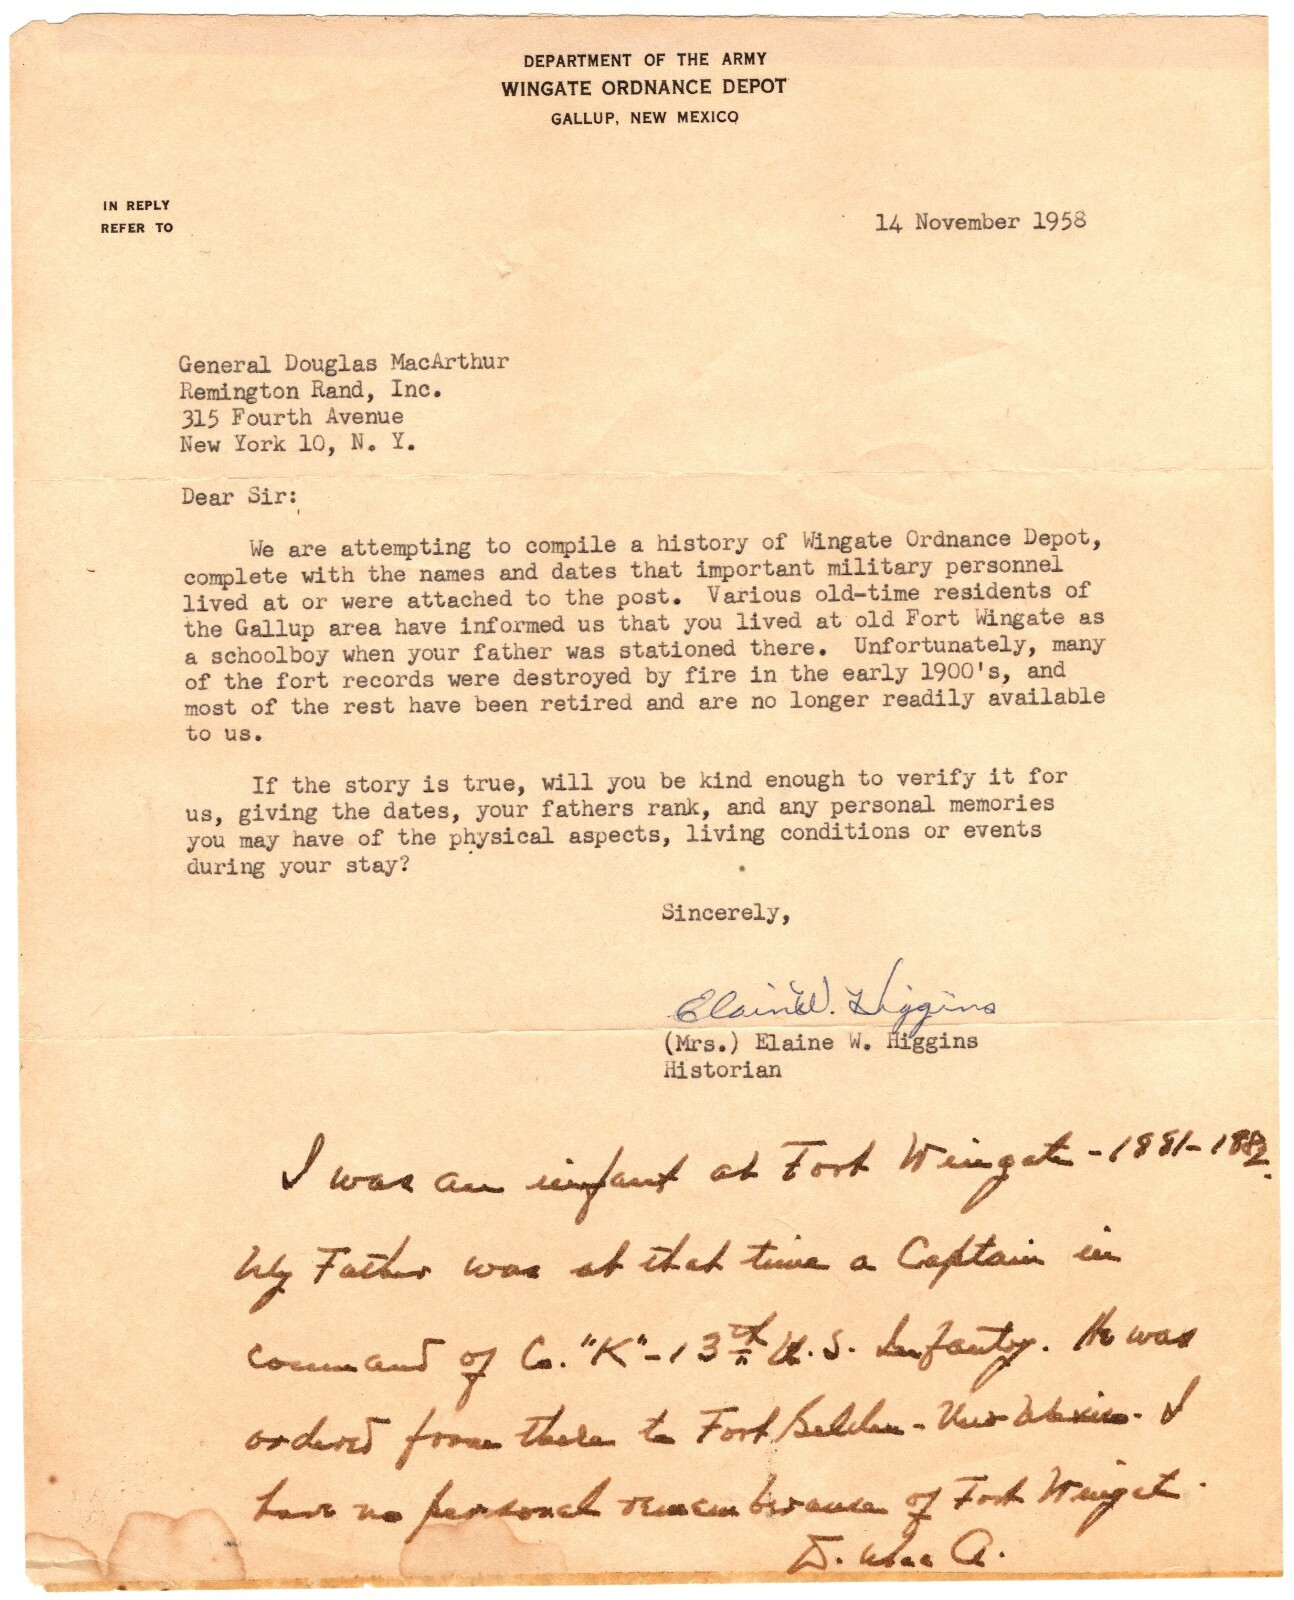 DEPARTMENT OF THE ARMY
WINGATE ORDNANCE DEPOT
GALLUP, NEW MEXICO
IN REPLY
REFER TO
14 November 1958
General Douglas MacArthur
Remington Rand, Inc.
315 Fourth Avenue
New York 10, N. Y.
Dear Sir:
We are attempting to compile a history of Wingate Ordnance Depot,
complete with the names and dates that important military personnel
lived at or were attached to the post. Various old-time residents of
the Gallup area have informed us that you lived at old Fort Wingate as
a schoolboy when your father was stationed there. Unfortunately, many
of the fort records were destroyed by fire in the early 1900's, and
most of the rest have been retired and are no longer readily available
to us.
If the story is true, will you be kind enough to verify it for
us, giving the dates, your fathers rank, and any personal memories
you may have of the physical aspects, living conditions or events
during your stay?
Sincerely,
Elaine W. Higgins
(Mrs.) Elaine W. Higgins
Historian
I was an infant at Fort Wingate - 1881-1882.
My Father was at that time a Captain in
command of Co. "K" - 13th U.S. Infantry. He was
ordered from there to Fort Selden - New Mexico. I
have no personal remembrance of Fort Wingate.
D. MacA.